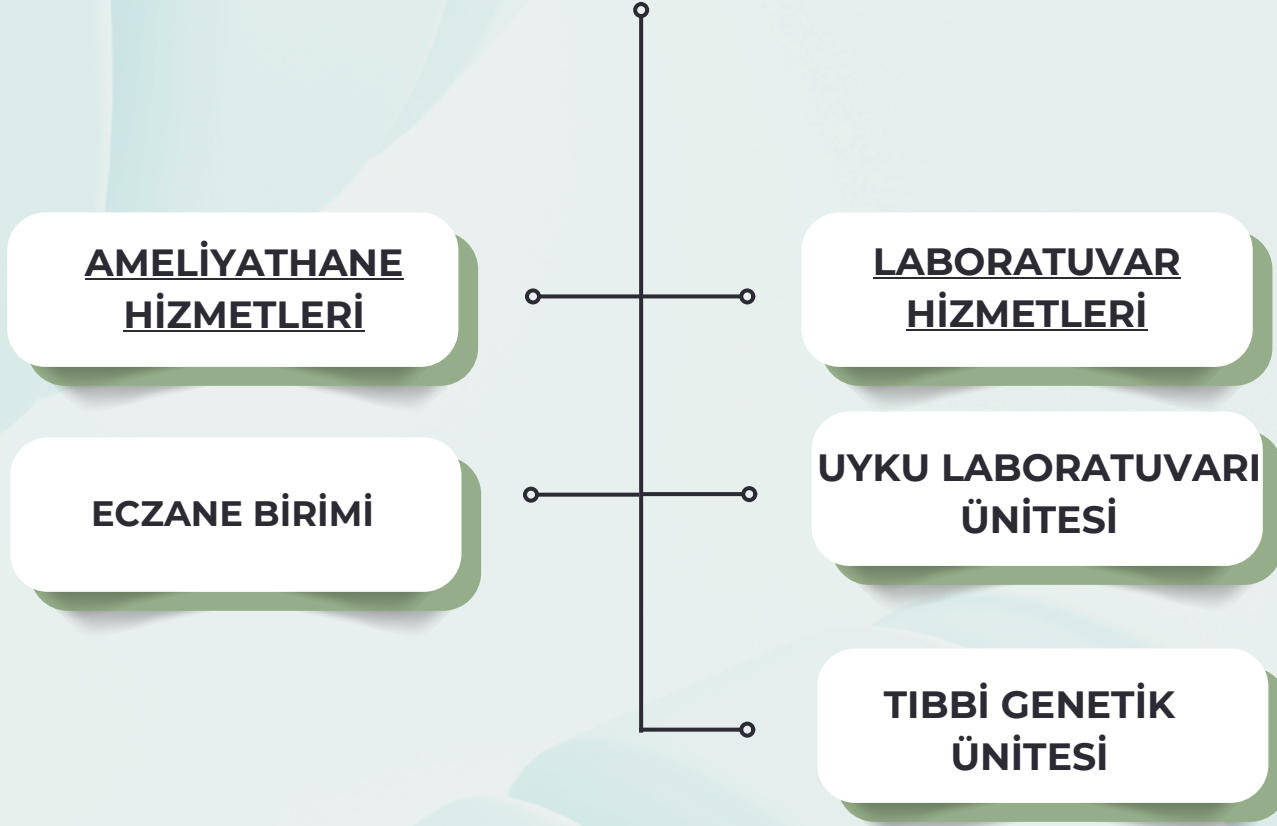 AMELİYATHANE
HİZMETLERİ
LABORATUVAR
HİZMETLERİ
ECZANE BİRİMİ
UYKU LABORATUVARI
ÜNİTESİ
TIBBİ GENETİK
ÜNİTESİ